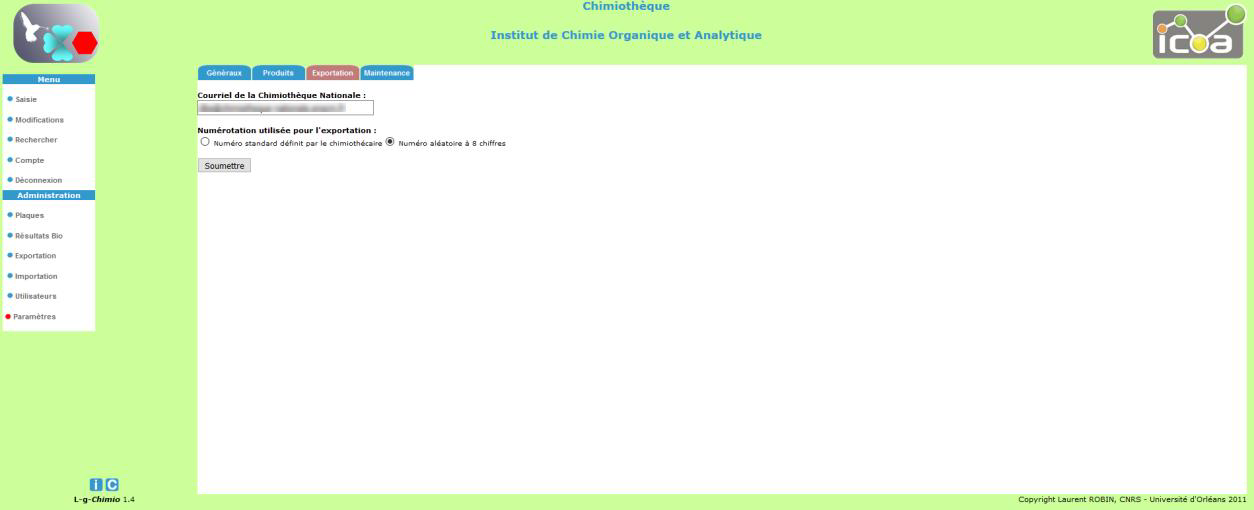 Chimiothèque
Institut de Chimie Organique et Analytique
icoa
Menu
Saisie
Modifications
Rechercher
Compte
Déconnexion
Administration
Plaques
Résultats Bio
Exportation
Importation
Utilisateurs
Paramètres
Généraux Produits Exportation Maintenance
Courriel de la Chimiothèque Nationale :
Numérotation utilisée pour l'exportation :
Numéro standard définit par le chimiothécaire Numéro aléatoire à 8 chiffres
Soumettre
i C
L-g-Chimio 1.4
Copyright Laurent ROBIN, CNRS - Université d'Orléans 2011